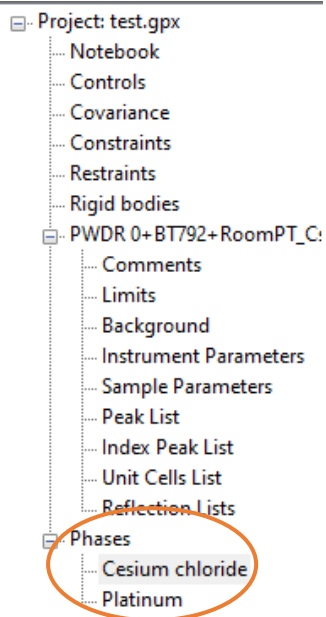 Project: test.gpx
Notebook
Controls
Covariance
Constraints
Restraints
Rigid bodies
PWDR 0+BT792+RoomPT_Cs
Comments
Limits
Background
Instrument Parameters
Sample Parameters
Peak List
Index Peak List
Unit Cells List
Reflection Lists
Phases
Cesium chloride
Platinum